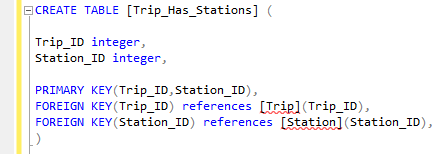 CREATE TABLE [Trip_Has_Stations] (
Trip_ID integer,
Station_ID integer,
PRIMARY KEY(Trip_ID,Station_ID),
FOREIGN KEY(Trip_ID) references [Trip](Trip_ID),
FOREIGN KEY(Station_ID) references [Station](Station_ID),
)